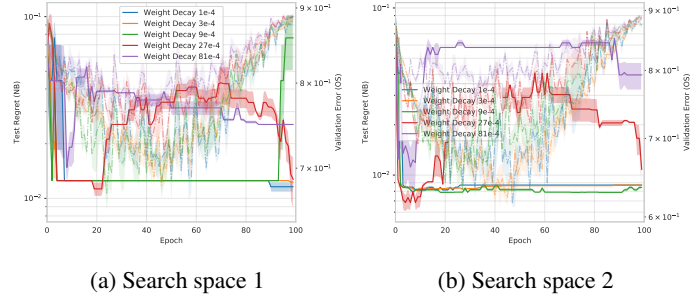 10⁻¹
10⁻²
Test Regret (NB)
0 20 40 60 80 100
Epoch
9 × 10⁻¹
8 × 10⁻¹
7 × 10⁻¹
Validation Error (OS)
Weight Decay 1e-4
Weight Decay 3e-4
Weight Decay 9e-4
Weight Decay 27e-4
Weight Decay 81e-4
(a) Search space 1
10⁻¹
10⁻²
Test Regret (NB)
0 20 40 60 80 100
Epoch
9 × 10⁻¹
8 × 10⁻¹
7 × 10⁻¹
6 × 10⁻¹
Validation Error (OS)
Weight Decay 1e-4
Weight Decay 3e-4
Weight Decay 9e-4
Weight Decay 27e-4
Weight Decay 81e-4
(b) Search space 2